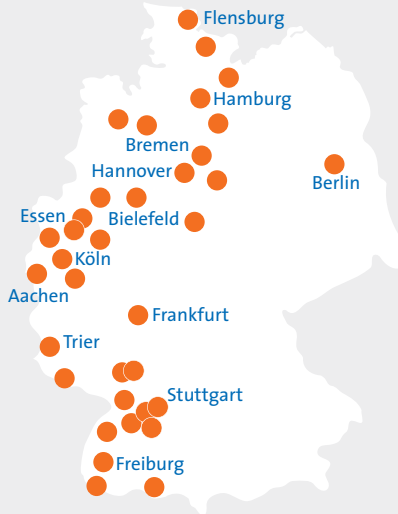 Flensburg
Hamburg
Bremen
Hannover
Berlin
Essen
Bielefeld
Köln
Aachen
Frankfurt
Trier
Stuttgart
Freiburg